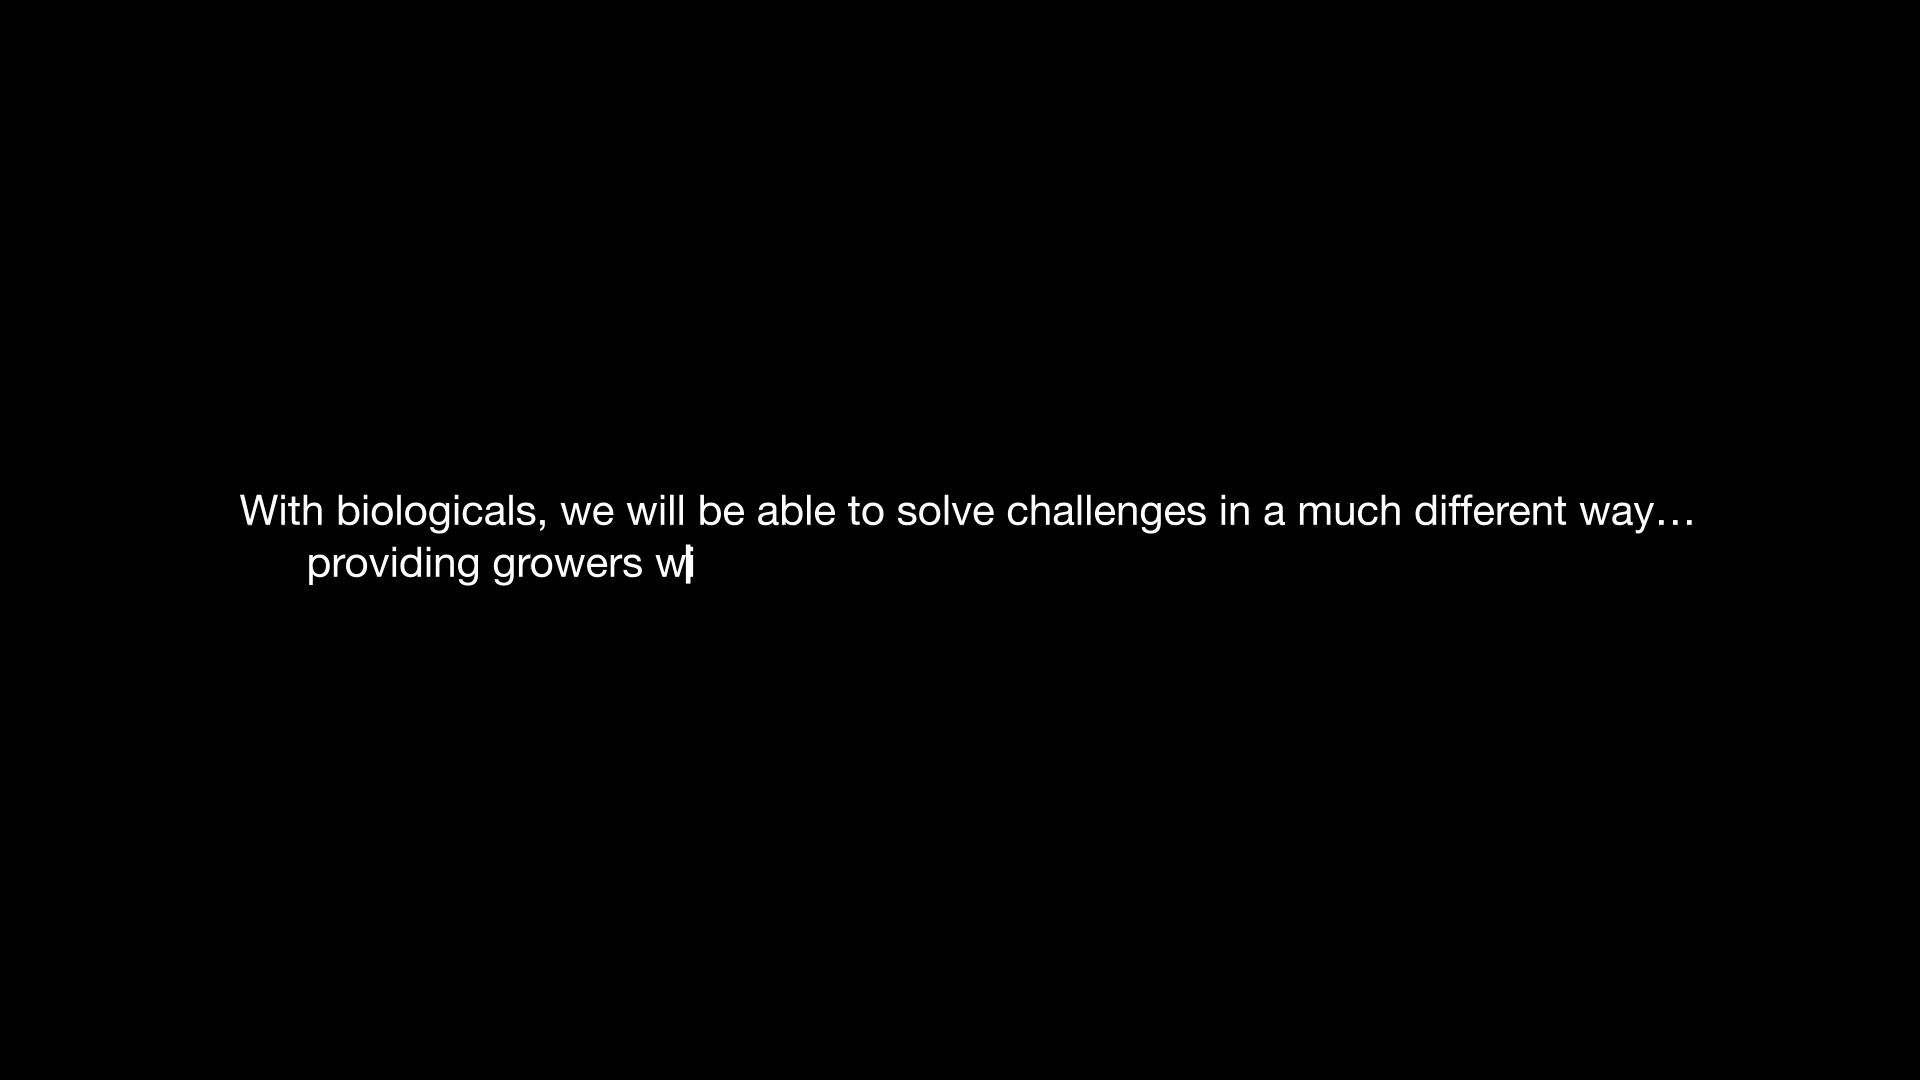 With biologicals, we will be able to solve challenges in a much different way…
providing growers wi